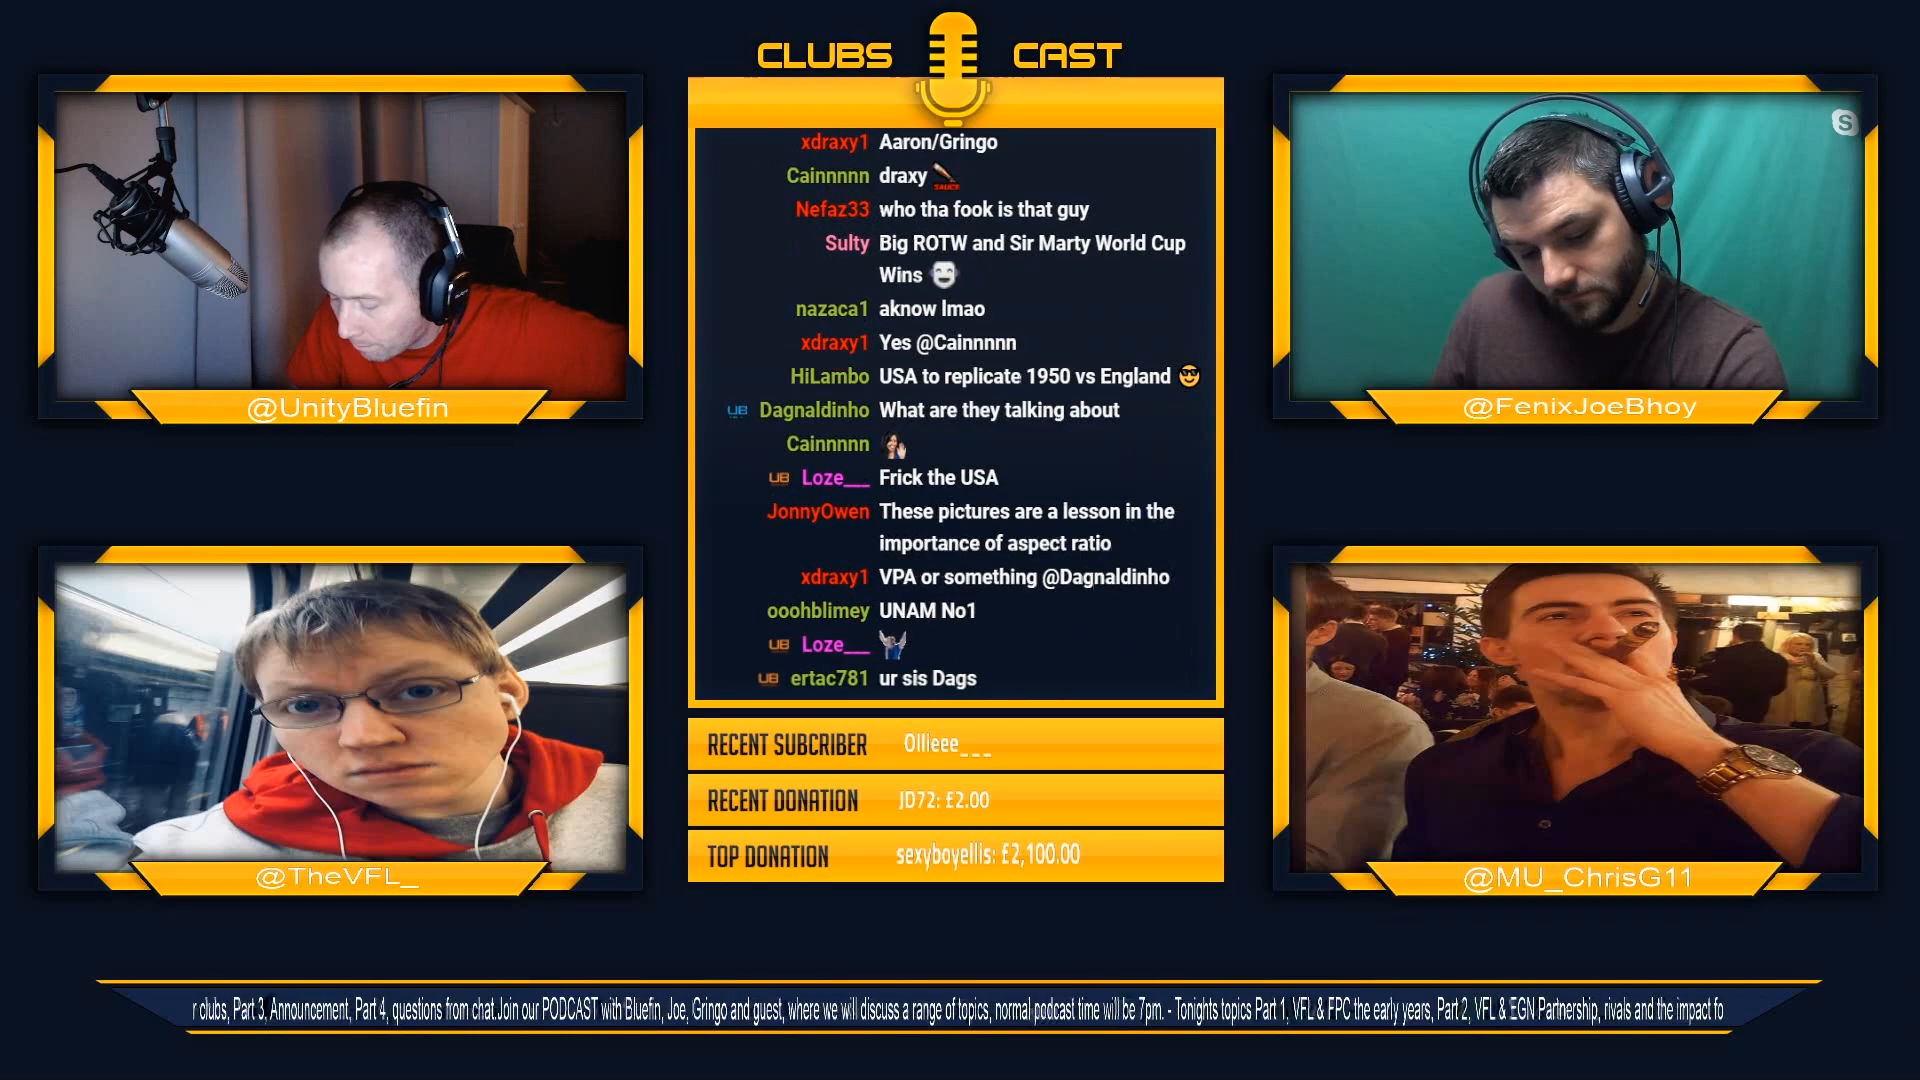 CLUBS CAST
xdraxy1 Aaron/Gringo
Cainnnnn draxy SAUCE
Nefaz33 who tha fook is that guy
Sulty Big ROTW and Sir Marty World Cup
Wins
nazaca1 aknow lmao
xdraxy1 Yes @Cainnnnn
HiLambo USA to replicate 1950 vs England
UB Dagnaldinho What are they talking about
Cainnnnn
UB Loze___ Frick the USA
JonnyOwen These pictures are a lesson in the
importance of aspect ratio
xdraxy1 VPA or something @Dagnaldinho
ooohblimey UNAM No1
UB Loze___
UB ertac781 ur sis Dags
@UnityBluefin
@FenixJoeBhoy
S
@TheVFL_
@MU_ChrisG11
RECENT SUBCRIBER Ollieee___
RECENT DONATION JD72: £2.00
TOP DONATION sexyboyellis: £2,100.00
r clubs, Part 3, Announcement, Part 4, questions from chat.Join our PODCAST with Bluefin, Joe, Gringo and guest, where we will discuss a range of topics, normal podcast time will be 7pm. - Tonights topics Part 1, VFL & FPC the early years, Part 2, VFL & EGN Partnership, rivals and the impact fo